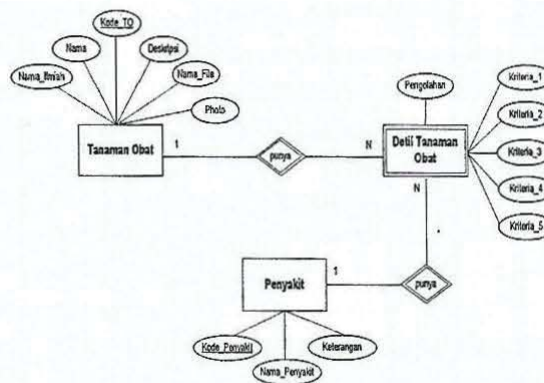 Kode_TO
Nama
Deskripsi
Nama_Ilmiah
Nama_File
Photo
Pengolahan
Kriteria_1
Kriteria_2
Kriteria_3
Kriteria_4
Kriteria_5
Tanaman Obat
1
punya
N
Detil Tanaman
Obat
N
Penyakit
1
punya
Kode_Penyakit
Nama_Penyakit
Keterangan